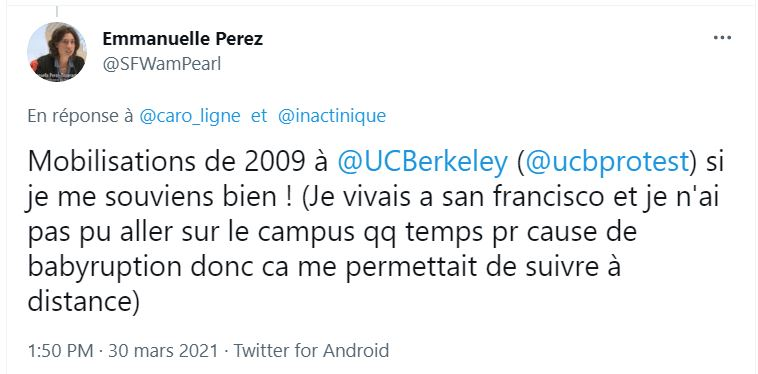 Emmanuelle Perez
@SFWamPearl
En réponse à @caro_ligne et @inactinique
Mobilisations de 2009 à @UCBerkeley (@ucbprotest) si
je me souviens bien ! (Je vivais a san francisco et je n'ai
pas pu aller sur le campus qq temps pr cause de
babyruption donc ca me permettait de suivre à
distance)
1:50 PM · 30 mars 2021 · Twitter for Android